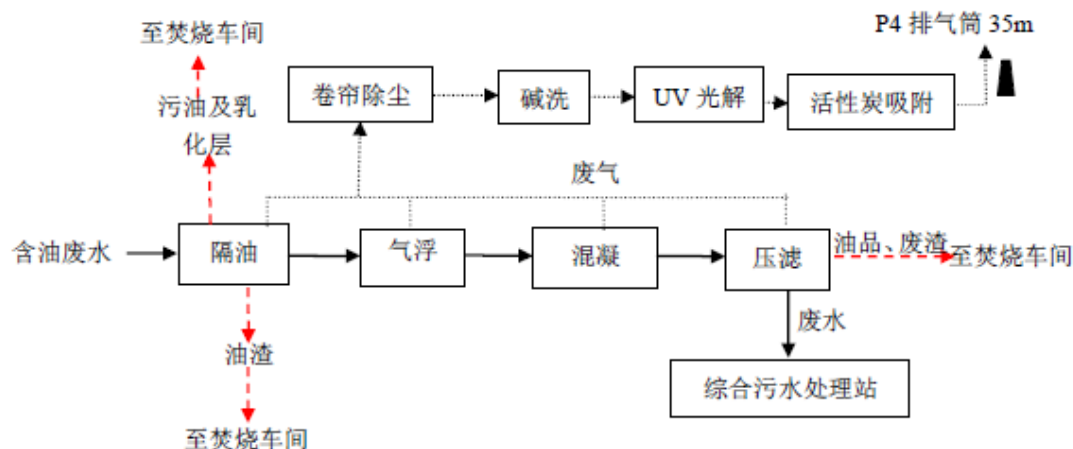 至焚烧车间
P4 排气筒 35m
污油及乳
化层
卷帘除尘
碱洗
UV 光解
活性炭吸附
废气
含油废水
隔油
气浮
混凝
压滤
油品、废渣
至焚烧车间
油渣
废水
综合污水处理站
至焚烧车间